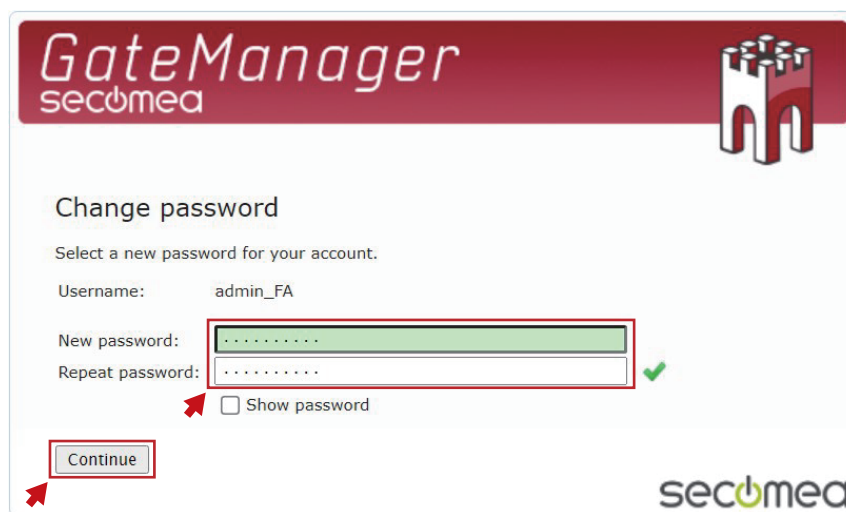 GateManager
secomea
Change password
Select a new password for your account.
Username: admin_FA
New password: ..........
Repeat password: ..........
Show password
Continue
secomea